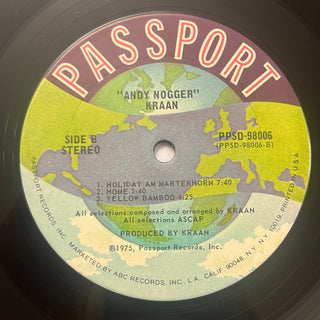 PASSPORT
"ANDY NOGGER"
KRAAN
SIDE B
STEREO
PPSD-98006
(PPSD-98006-B)
1. HOLIDAY AM MARTERHORN 7:40
2. HOME 5:40
3. YELLOW BAMBOO 4:25
All selections composed and arranged by KRAAN
All selections ASCAP
PRODUCED BY KRAAN
©1975, Passport Records, Inc.
PASSPORT RECORDS, INC. MARKETED BY ABC RECORDS, INC. L.A. CALIF. 90048 N.Y. N.Y. 10019 PRINTED IN U.S.A.